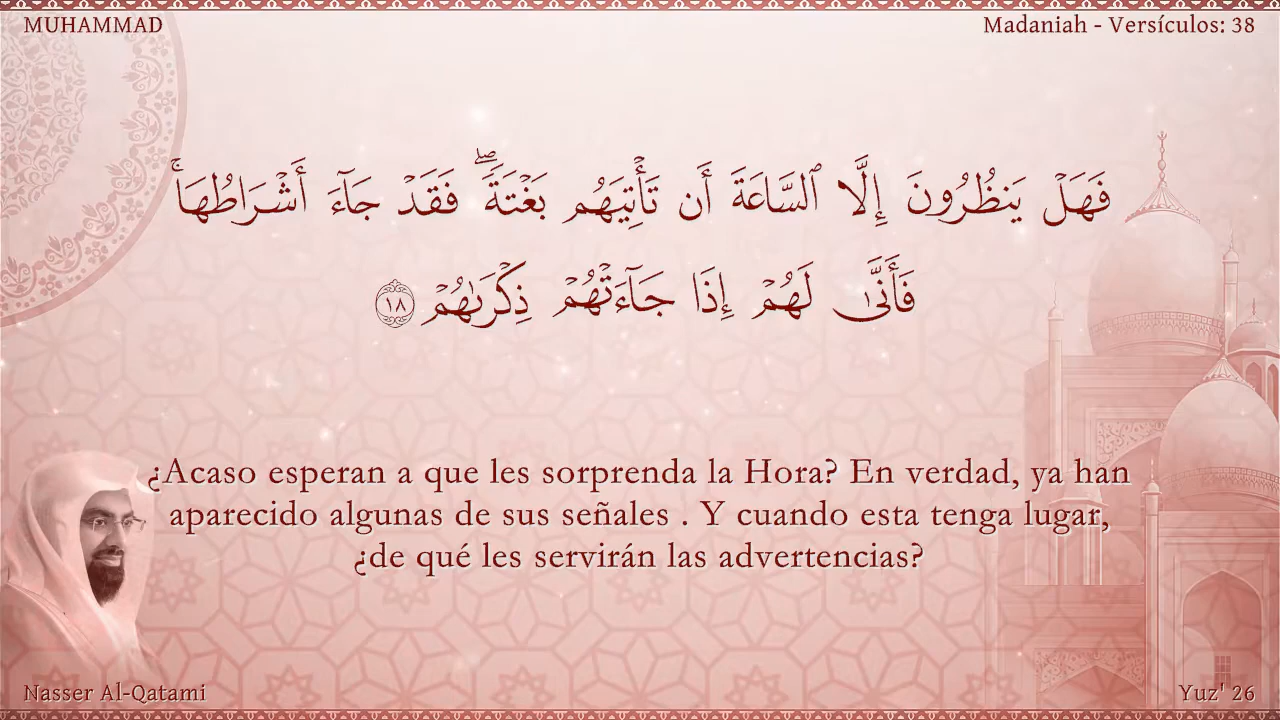 MUHAMMAD
Madaniah - Versículos: 38
فَهَلْ يَنظُرُونَ إِلَّا ٱلسَّاعَةَ أَن تَأْتِيَهُم بَغْتَةًۖ فَقَدْ جَآءَ أَشْرَاطُهَاۚ
فَأَنَّىٰ لَهُمْ إِذَا جَآءَتْهُمْ ذِكْرَىٰهُمْ ١٨
¿Acaso esperan a que les sorprenda la Hora? En verdad, ya han
aparecido algunas de sus señales . Y cuando esta tenga lugar,
¿de qué les servirán las advertencias?
Nasser Al-Qatami
Yuz' 26